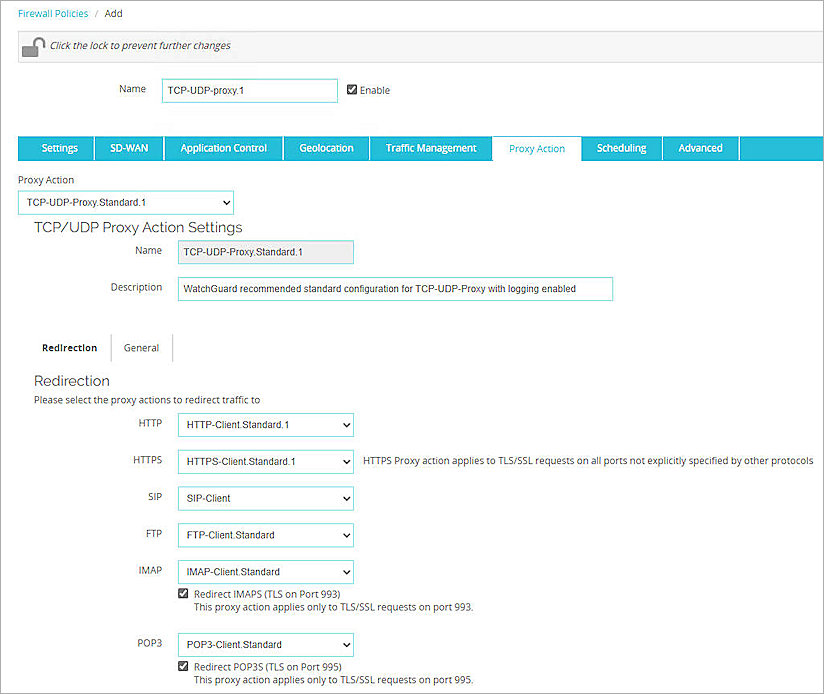 Firewall Policies / Add
Click the lock to prevent further changes
Name TCP-UDP-proxy.1 Enable
Settings SD-WAN Application Control Geolocation Traffic Management Proxy Action Scheduling Advanced
Proxy Action
TCP-UDP-Proxy.Standard.1
TCP/UDP Proxy Action Settings
Name TCP-UDP-Proxy.Standard.1
Description WatchGuard recommended standard configuration for TCP-UDP-Proxy with logging enabled
Redirection General
Redirection
Please select the proxy actions to redirect traffic to
HTTP HTTP-Client.Standard.1
HTTPS HTTPS-Client.Standard.1 HTTPS Proxy action applies to TLS/SSL requests on all ports not explicitly specified by other protocols
SIP SIP-Client
FTP FTP-Client.Standard
IMAP IMAP-Client.Standard
Redirect IMAPS (TLS on Port 993)
This proxy action applies only to TLS/SSL requests on port 993.
POP3 POP3-Client.Standard
Redirect POP3S (TLS on Port 995)
This proxy action applies only to TLS/SSL requests on port 995.